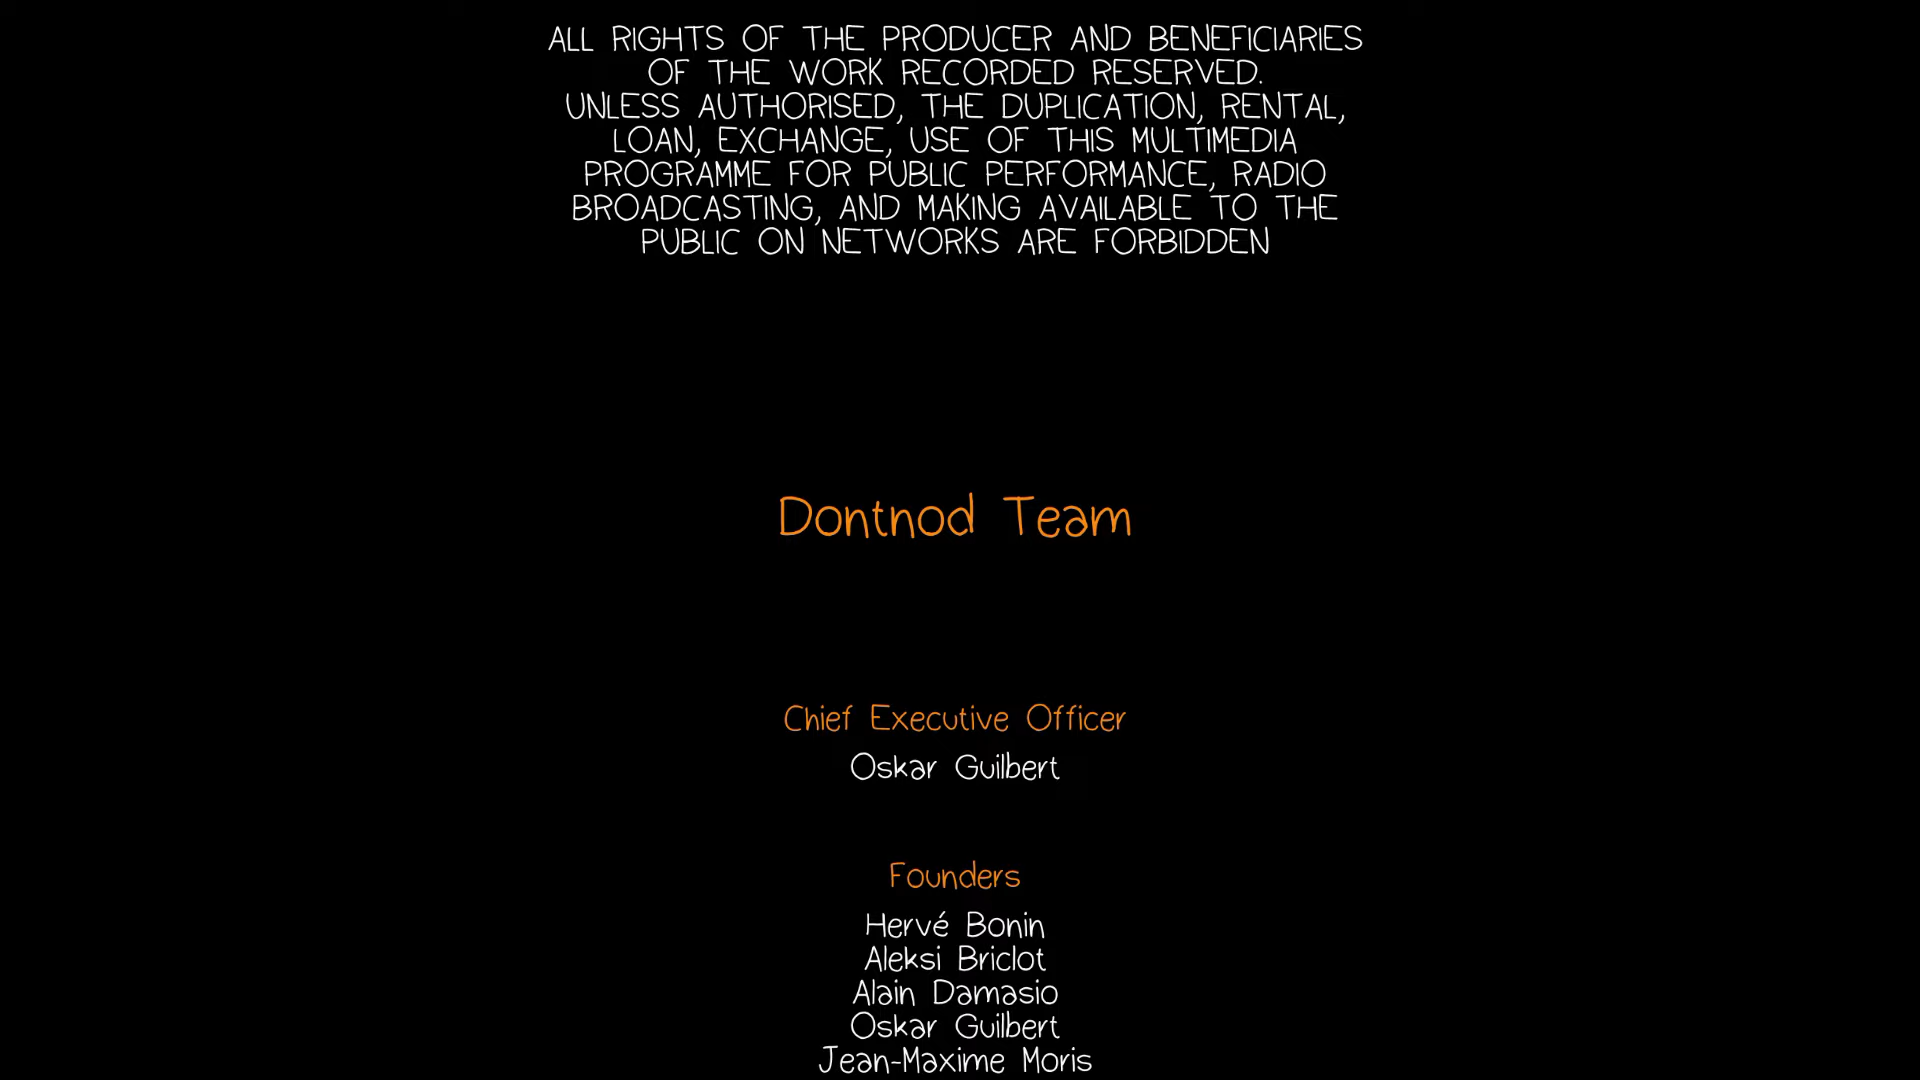 ALL RIGHTS OF THE PRODUCER AND BENEFICIARIES
OF THE WORK RECORDED RESERVED.
UNLESS AUTHORISED, THE DUPLICATION, RENTAL,
LOAN, EXCHANGE, USE OF THIS MULTIMEDIA
PROGRAMME FOR PUBLIC PERFORMANCE, RADIO
BROADCASTING, AND MAKING AVAILABLE TO THE
PUBLIC ON NETWORKS ARE FORBIDDEN
Dontnod Team
Chief Executive Officer
Oskar Guilbert
Founders
Hervé Bonin
Aleksi Briclot
Alain Damasio
Oskar Guilbert
Jean-Maxime Moris